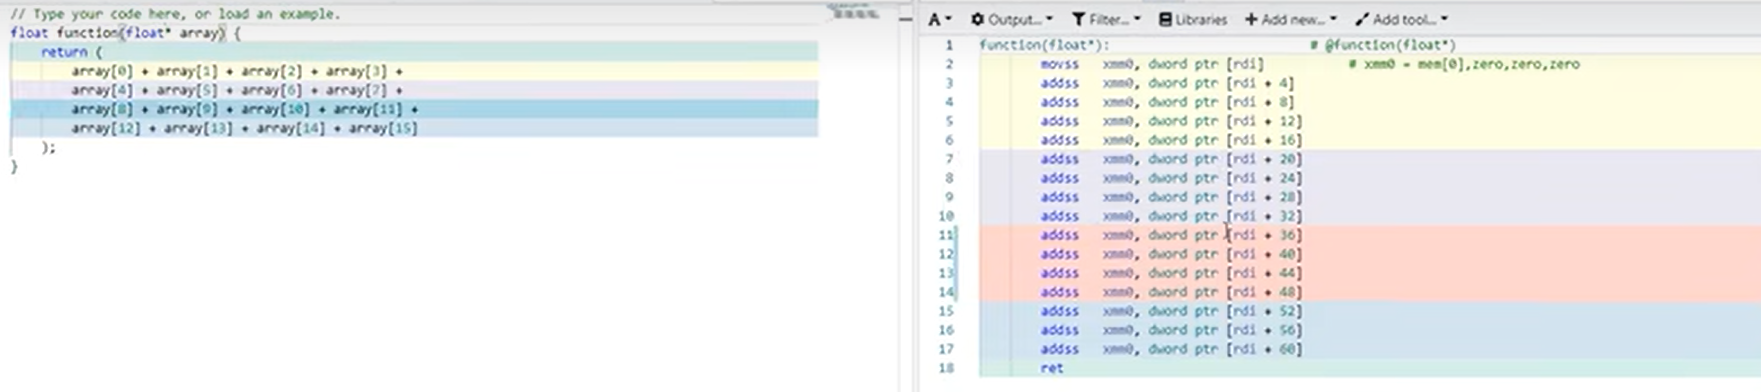 // Type your code here, or load an example.
float function(float* array) {
return (
array[0] + array[1] + array[2] + array[3] +
array[4] + array[5] + array[6] + array[7] +
array[8] + array[9] + array[10] + array[11] +
array[12] + array[13] + array[14] + array[15]
);
}
A Output... Filter... Libraries + Add new... Add tool...
1 function(float*): # @function(float*)
2 movss xmm0, dword ptr [rdi] # xmm0 = mem[0],zero,zero,zero
3 addss xmm0, dword ptr [rdi + 4]
4 addss xmm0, dword ptr [rdi + 8]
5 addss xmm0, dword ptr [rdi + 12]
6 addss xmm0, dword ptr [rdi + 16]
7 addss xmm0, dword ptr [rdi + 20]
8 addss xmm0, dword ptr [rdi + 24]
9 addss xmm0, dword ptr [rdi + 28]
10 addss xmm0, dword ptr [rdi + 32]
11 addss xmm0, dword ptr [rdi + 36]
12 addss xmm0, dword ptr [rdi + 40]
13 addss xmm0, dword ptr [rdi + 44]
14 addss xmm0, dword ptr [rdi + 48]
15 addss xmm0, dword ptr [rdi + 52]
16 addss xmm0, dword ptr [rdi + 56]
17 addss xmm0, dword ptr [rdi + 60]
18 ret